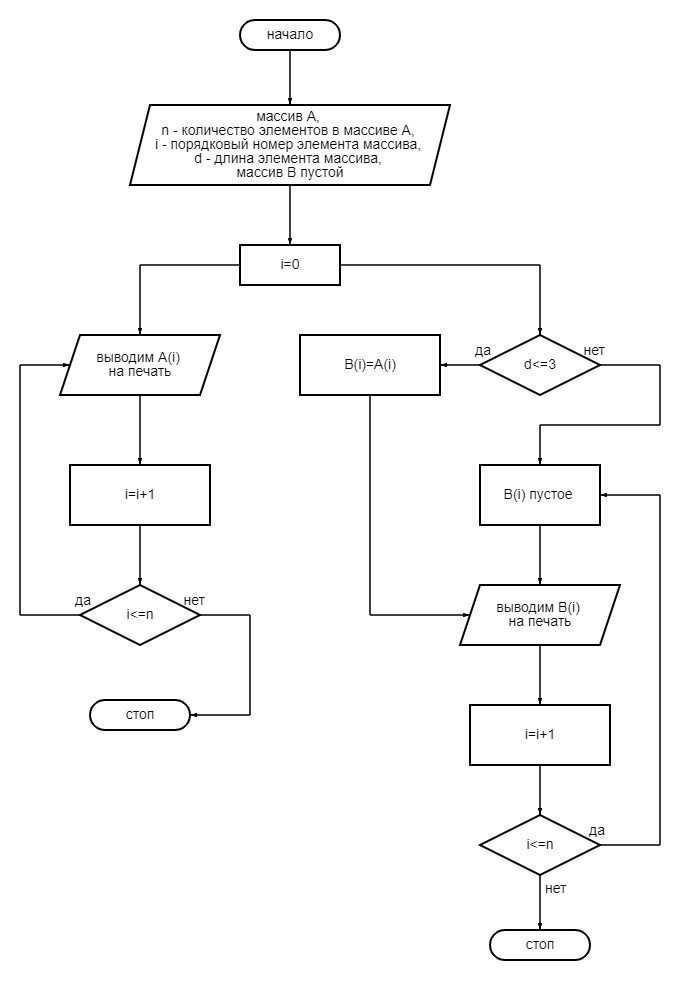 начало
массив А,
n - количество элементов в массиве А,
i - порядковый номер элемента массива,
d - длина элемента массива,
массив В пустой
i=0
выводим А(i)
на печать
i=i+1
да
i<=n
нет
стоп
B(i)=A(i)
да
d<=3
нет
B(i) пустое
выводим B(i)
на печать
i=i+1
i<=n
да
нет
стоп